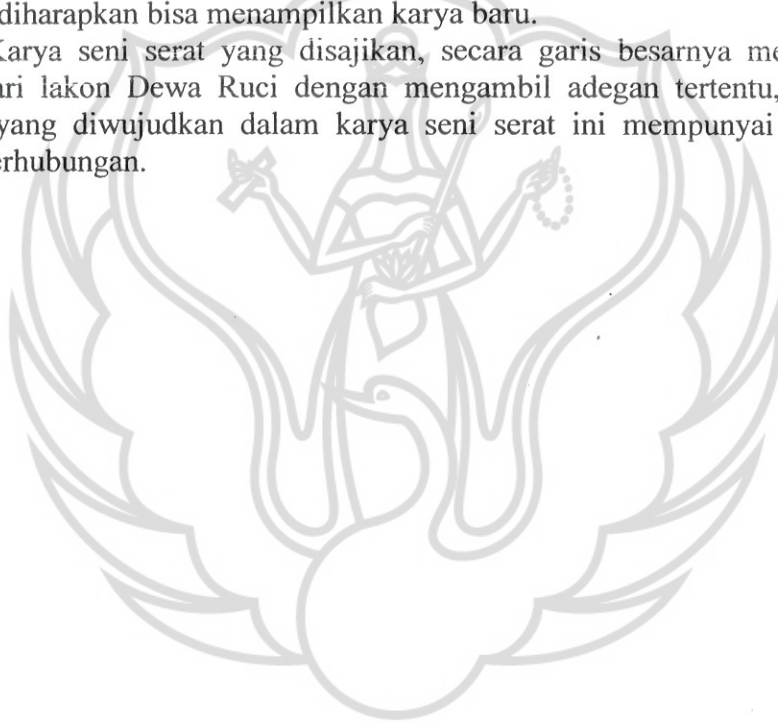 diharapkan bisa menampilkan karya baru.
Karya seni serat yang disajikan, secara garis besarnya me
ari lakon Dewa Ruci dengan mengambil adegan tertentu,
yang diwujudkan dalam karya seni serat ini mempunyai
erhubungan.